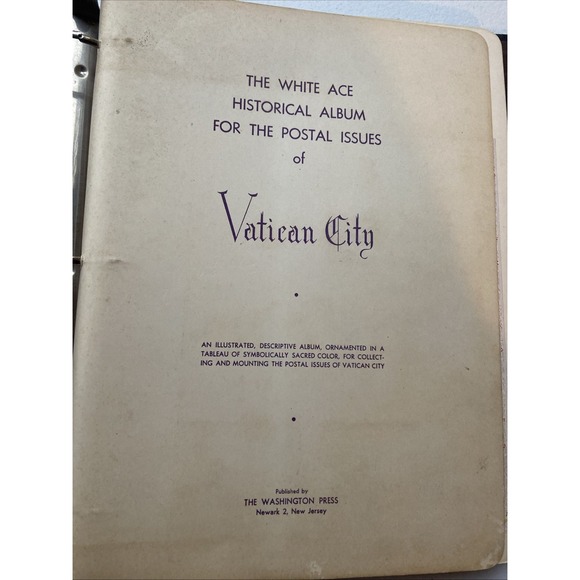 THE WHITE ACE
HISTORICAL ALBUM
FOR THE POSTAL ISSUES
of
Vatican City
AN ILLUSTRATED, DESCRIPTIVE ALBUM, ORNAMENTED IN A
TABLEAU OF SYMBOLICALLY SACRED COLOR, FOR COLLECT-
ING AND MOUNTING THE POSTAL ISSUES OF VATICAN CITY
Published by
THE WASHINGTON PRESS
Newark 2, New Jersey